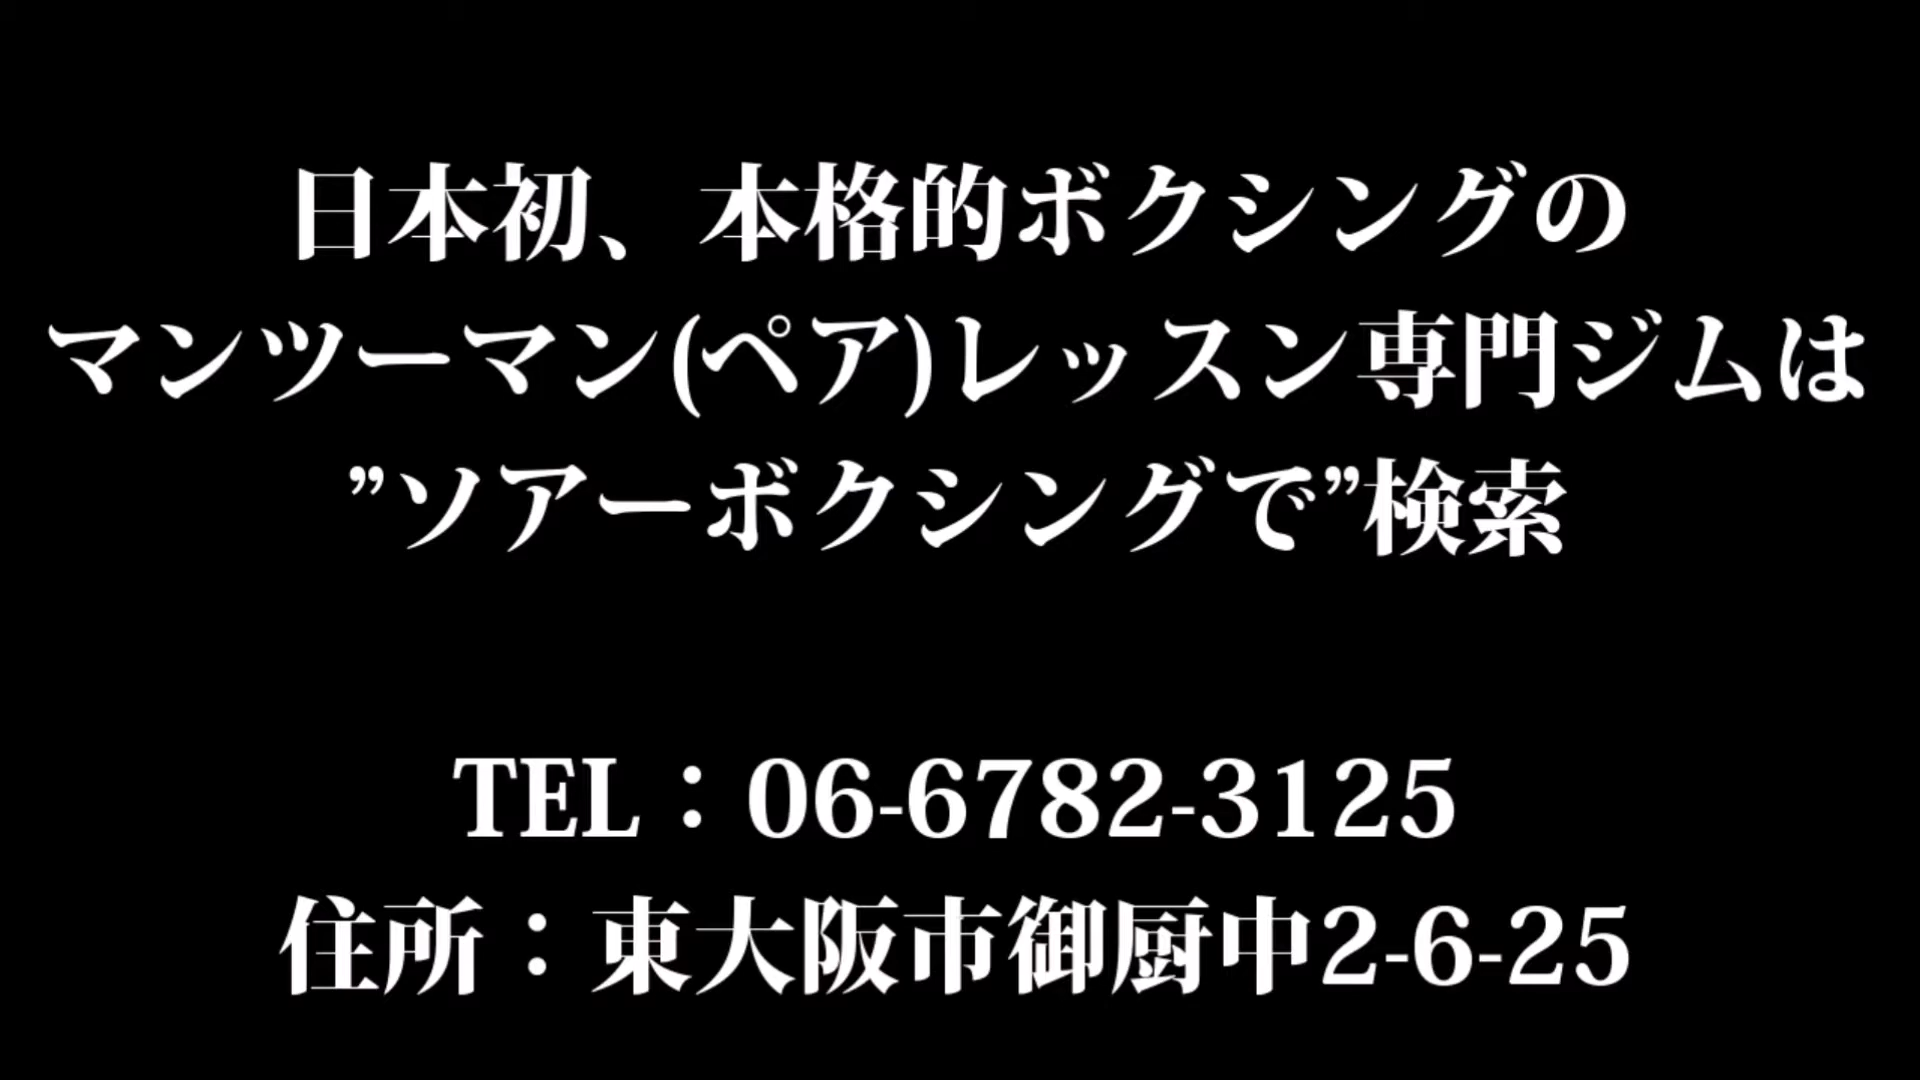 日本初、本格的ボクシングの
マンツーマン(ペア)レッスン専門ジムは
”ソアーボクシングで”検索
TEL：06-6782-3125
住所：東大阪市御厨中2-6-25